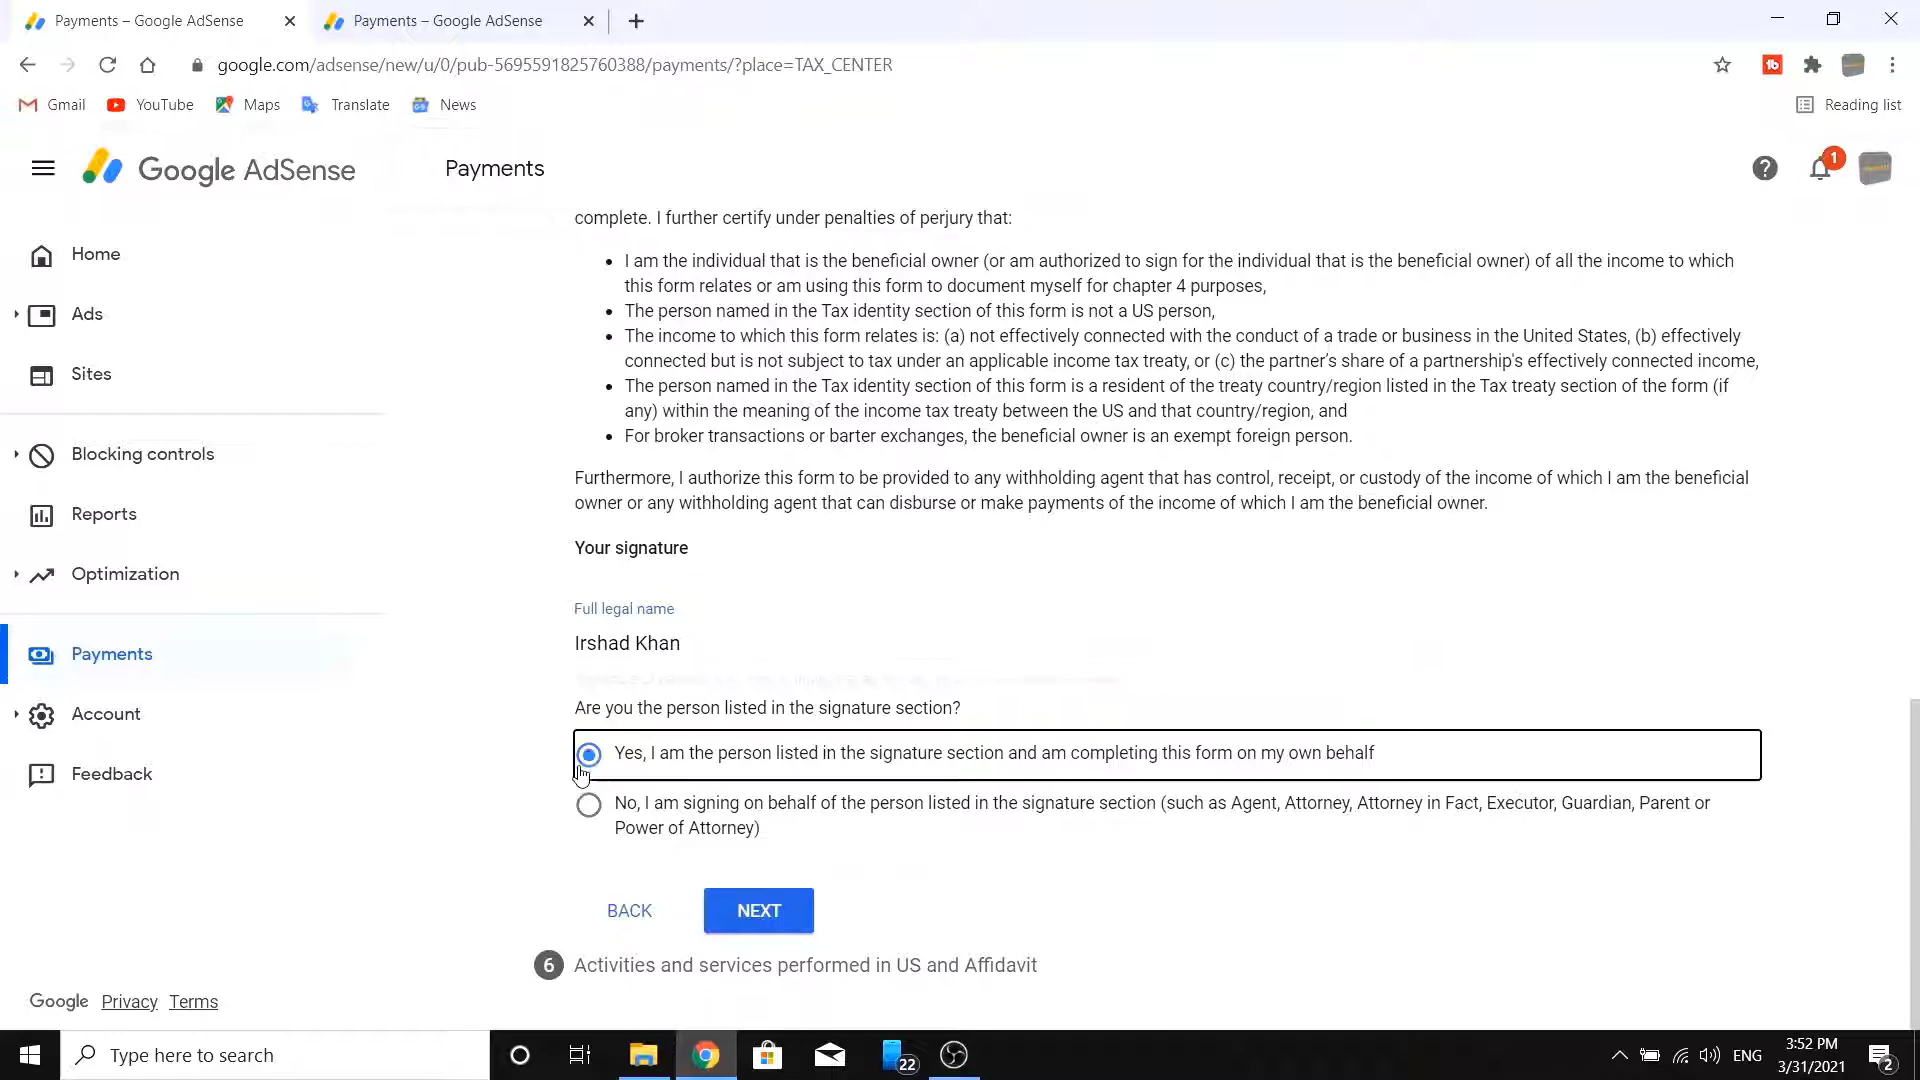 Payments – Google AdSense
Payments – Google AdSense
google.com/adsense/new/u/0/pub-5695591825760388/payments/?place=TAX_CENTER
Gmail
YouTube
Maps
Translate
News
Reading list
Google AdSense
Payments
1
Home
Ads
Sites
Blocking controls
Reports
Optimization
Payments
Account
Feedback
Google Privacy Terms
complete. I further certify under penalties of perjury that:
• I am the individual that is the beneficial owner (or am authorized to sign for the individual that is the beneficial owner) of all the income to which
this form relates or am using this form to document myself for chapter 4 purposes,
• The person named in the Tax identity section of this form is not a US person,
• The income to which this form relates is: (a) not effectively connected with the conduct of a trade or business in the United States, (b) effectively
connected but is not subject to tax under an applicable income tax treaty, or (c) the partner's share of a partnership's effectively connected income,
• The person named in the Tax identity section of this form is a resident of the treaty country/region listed in the Tax treaty section of the form (if
any) within the meaning of the income tax treaty between the US and that country/region, and
• For broker transactions or barter exchanges, the beneficial owner is an exempt foreign person.
Furthermore, I authorize this form to be provided to any withholding agent that has control, receipt, or custody of the income of which I am the beneficial
owner or any withholding agent that can disburse or make payments of the income of which I am the beneficial owner.
Your signature
Full legal name
Irshad Khan
Are you the person listed in the signature section?
Yes, I am the person listed in the signature section and am completing this form on my own behalf
No, I am signing on behalf of the person listed in the signature section (such as Agent, Attorney, Attorney in Fact, Executor, Guardian, Parent or
Power of Attorney)
BACK
NEXT
6 Activities and services performed in US and Affidavit
Type here to search
22
ENG
3:52 PM
3/31/2021
2